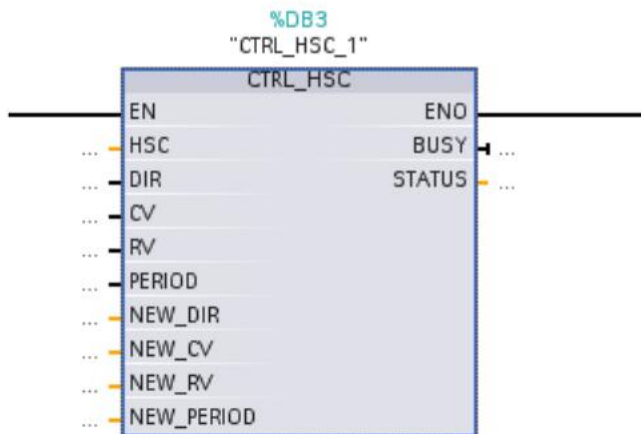 %DB3
"CTRL_HSC_1"
CTRL_HSC
EN ENO
... HSC BUSY ...
... DIR STATUS ...
... CV
... RV
... PERIOD
... NEW_DIR
... NEW_CV
... NEW_RV
... NEW_PERIOD